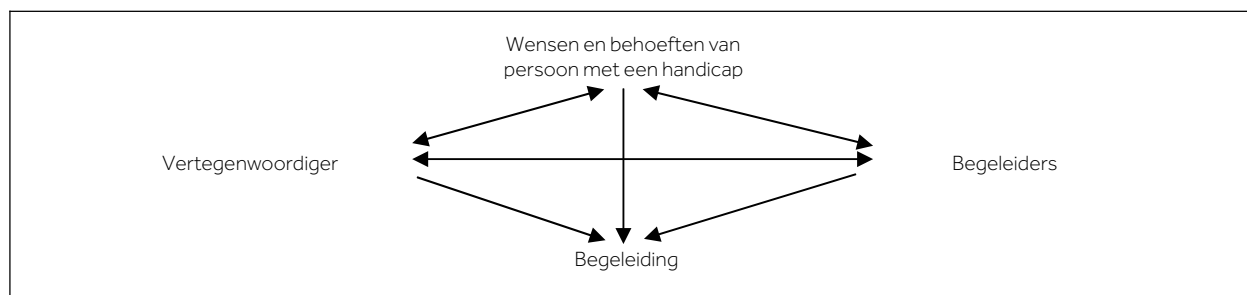 Wensen en behoeften van
persoon met een handicap
Vertegenwoordiger
Begeleiders
Begeleiding